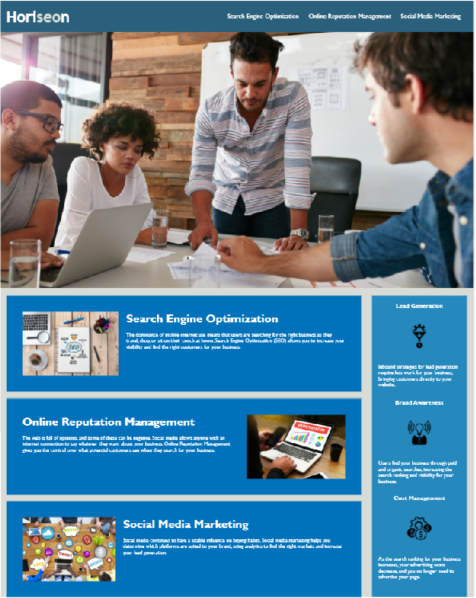 Horiseon
Search Engine Optimization Online Reputation Management Social Media Marketing
Search Engine Optimization
The dominance of mobile internet use means that users are searching for the right business as they
travel, shop, or sit on their couch at home. Search Engine Optimization (SEO) allows you to increase your
visibility and find the right customers for your business.
Online Reputation Management
The web is full of opinions, and some of these can be negative. Social media allows anyone with an
internet connection to say whatever they want about your business. Online Reputation Management
gives you the control over what potential customers see when they search for your business.
Social Media Marketing
Social media continues to have a sizable influence on buying habits. Social media marketing helps you
determine which platforms are suited to your brand, using analytics to find the right markets and increase
your lead generation.
Lead Generation
Inbound strategies for lead generation
require less work for your business,
bringing customers directly to your
website.
Brand Awareness
Users find your business through paid
and organic searches, increasing the
search ranking and visibility for your
business.
Cost Management
As the search ranking for your business
increases, your advertising costs
decrease, and you no longer need to
advertise your page.